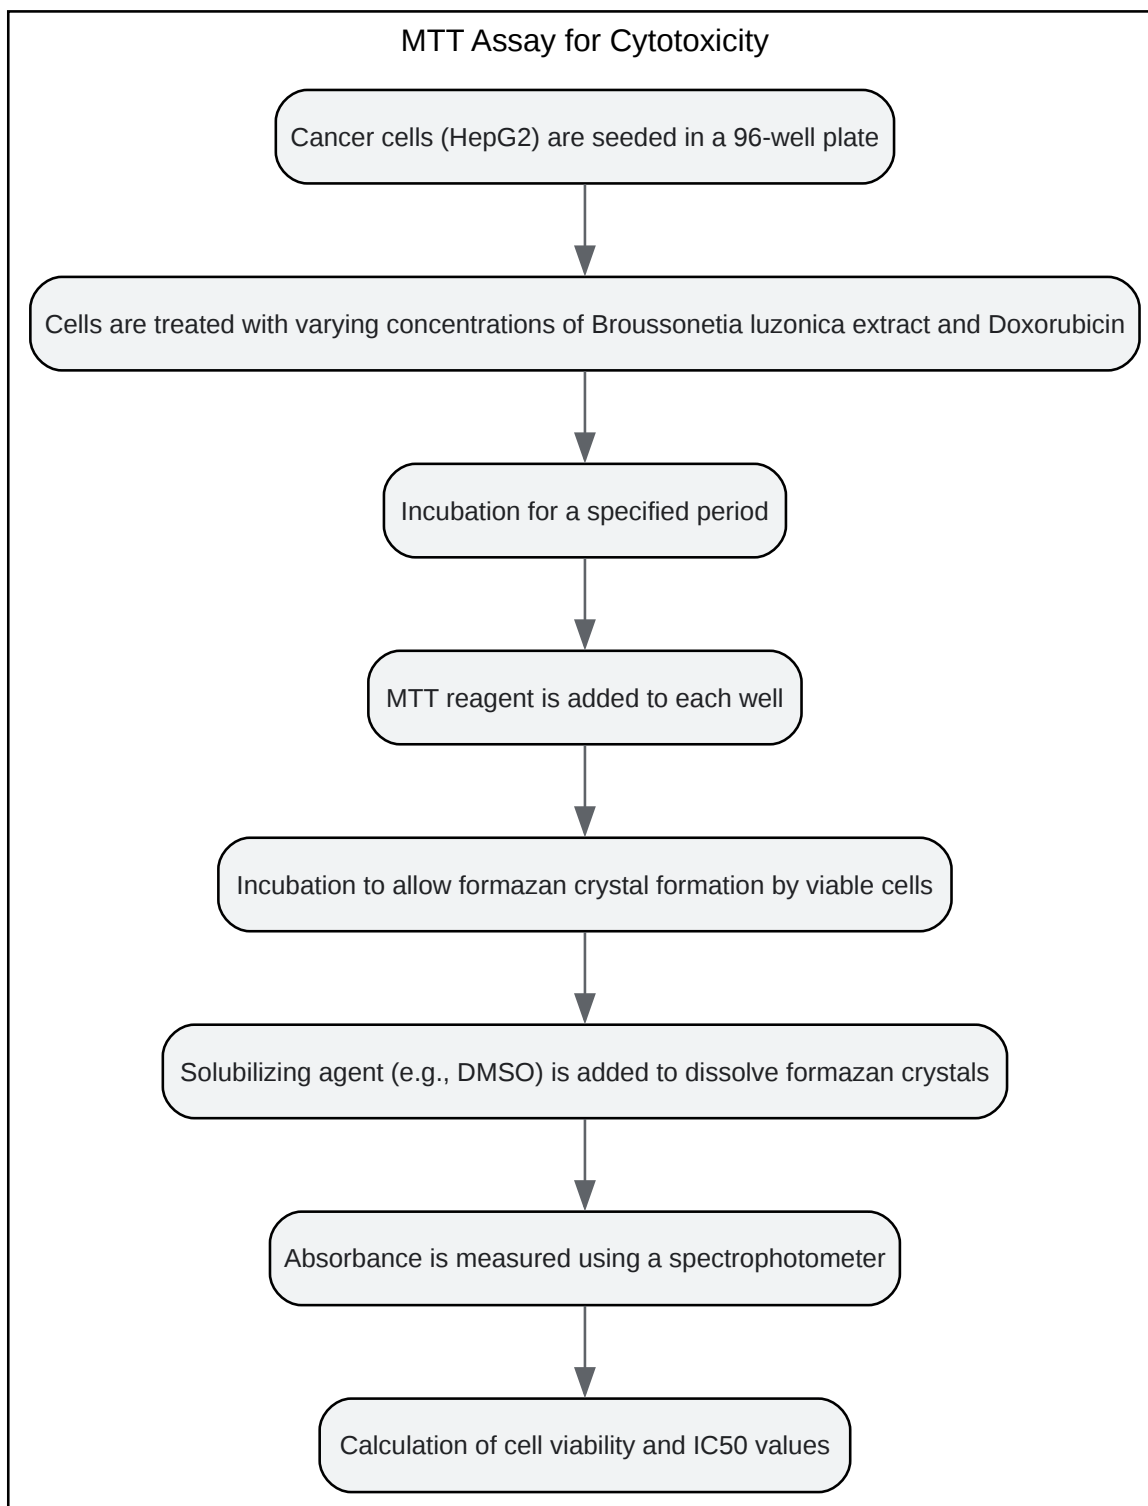 MTT Assay for Cytotoxicity
Cancer cells (HepG2) are seeded in a 96-well plate
Cells are treated with varying concentrations of Broussonetia luzonica extract and Doxorubicin
Incubation for a specified period
MTT reagent is added to each well
Incubation to allow formazan crystal formation by viable cells
Solubilizing agent (e.g., DMSO) is added to dissolve formazan crystals
Absorbance is measured using a spectrophotometer
Calculation of cell viability and IC50 values